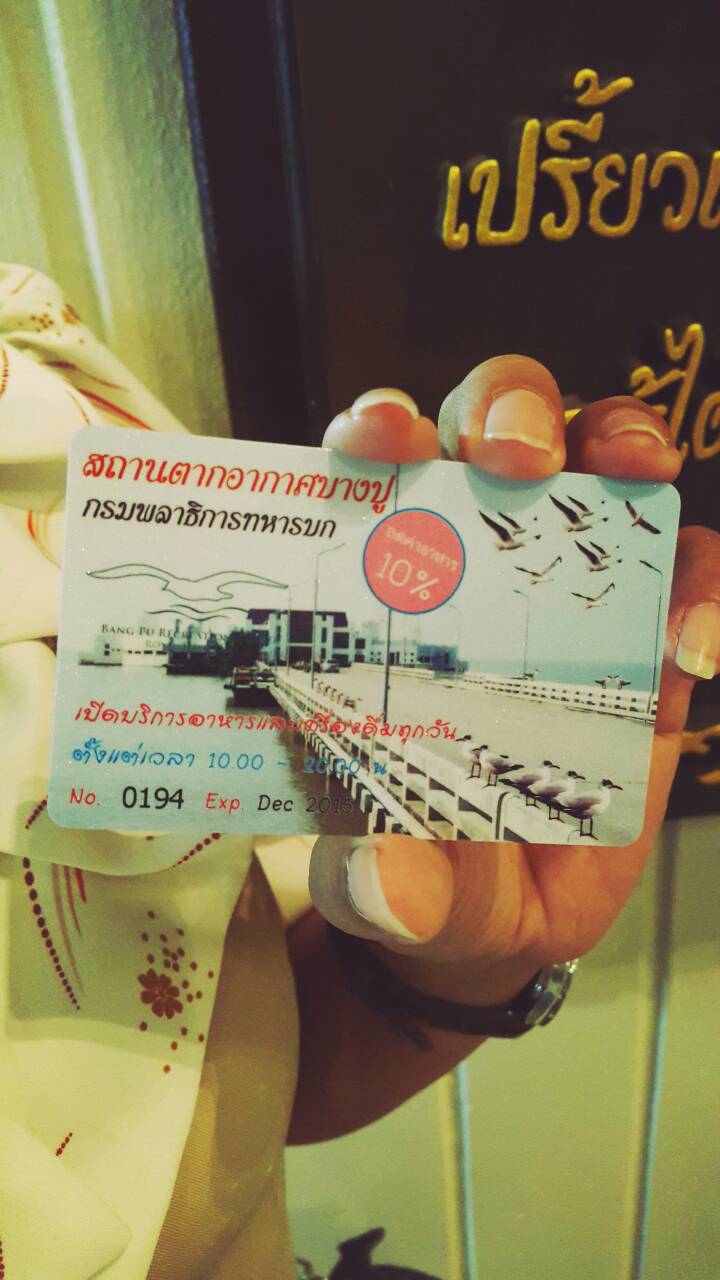 เปรี้ยว
สถานตากอากาศบางปู
กรมพลาธิการทหารบก
ลดค่าอาหาร
10%
BANG PU RECREATION
เปิดบริการอาหารและเครื่องดื่มทุกวัน
ตั้งแต่เวลา 10.00 - 20.00 น
No. 0194 Exp. Dec 2015